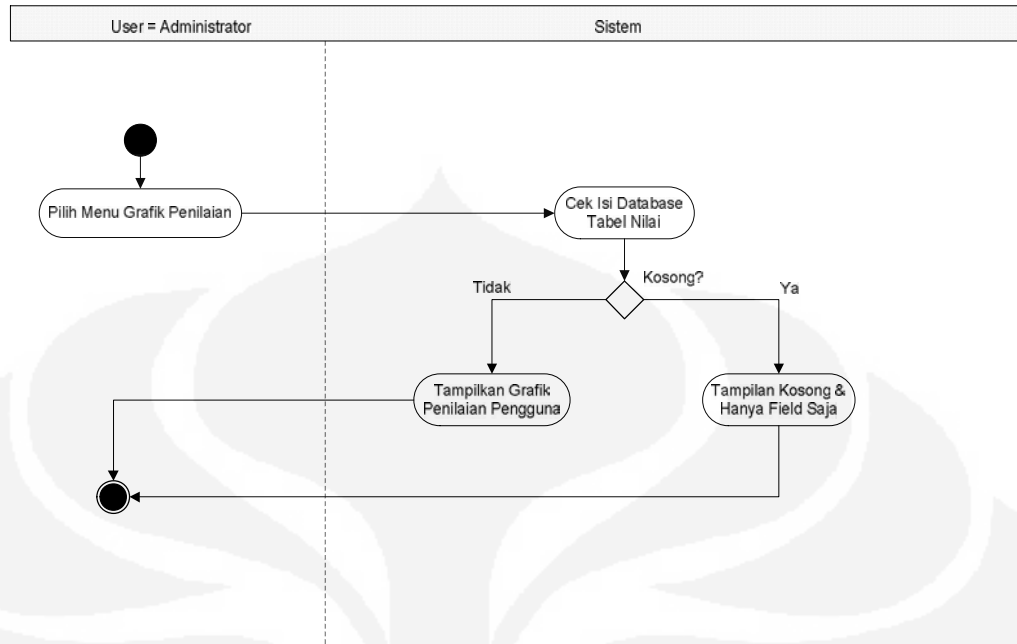 User = Administrator
Sistem
Pilih Menu Grafik Penilaian
Cek Isi Database
Tabel Nilai
Kosong?
Tidak
Ya
Tampilkan Grafik
Penilaian Pengguna
Tampilan Kosong &
Hanya Field Saja